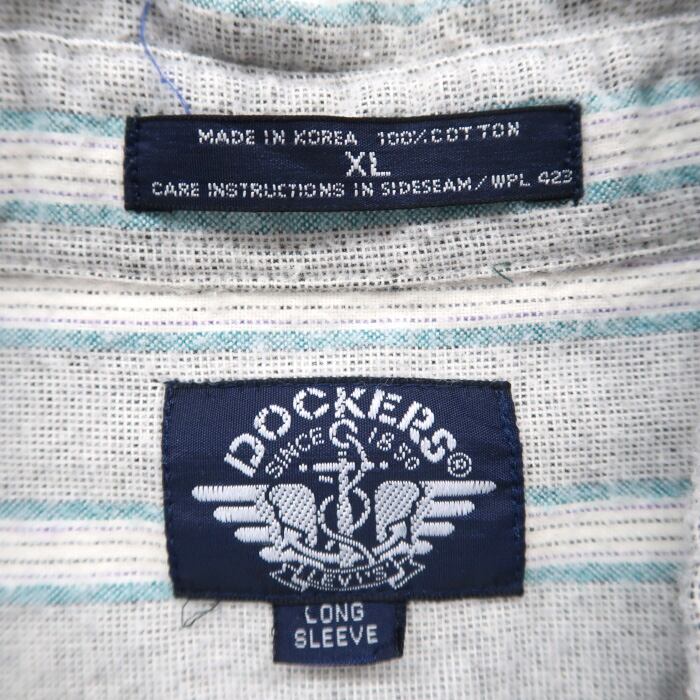 MADE IN KOREA 100% COTTON
XL
CARE INSTRUCTIONS IN SIDESEAM/WPL 423
DOCKERS®
SINCE 1850
LEVI'S
LONG
SLEEVE